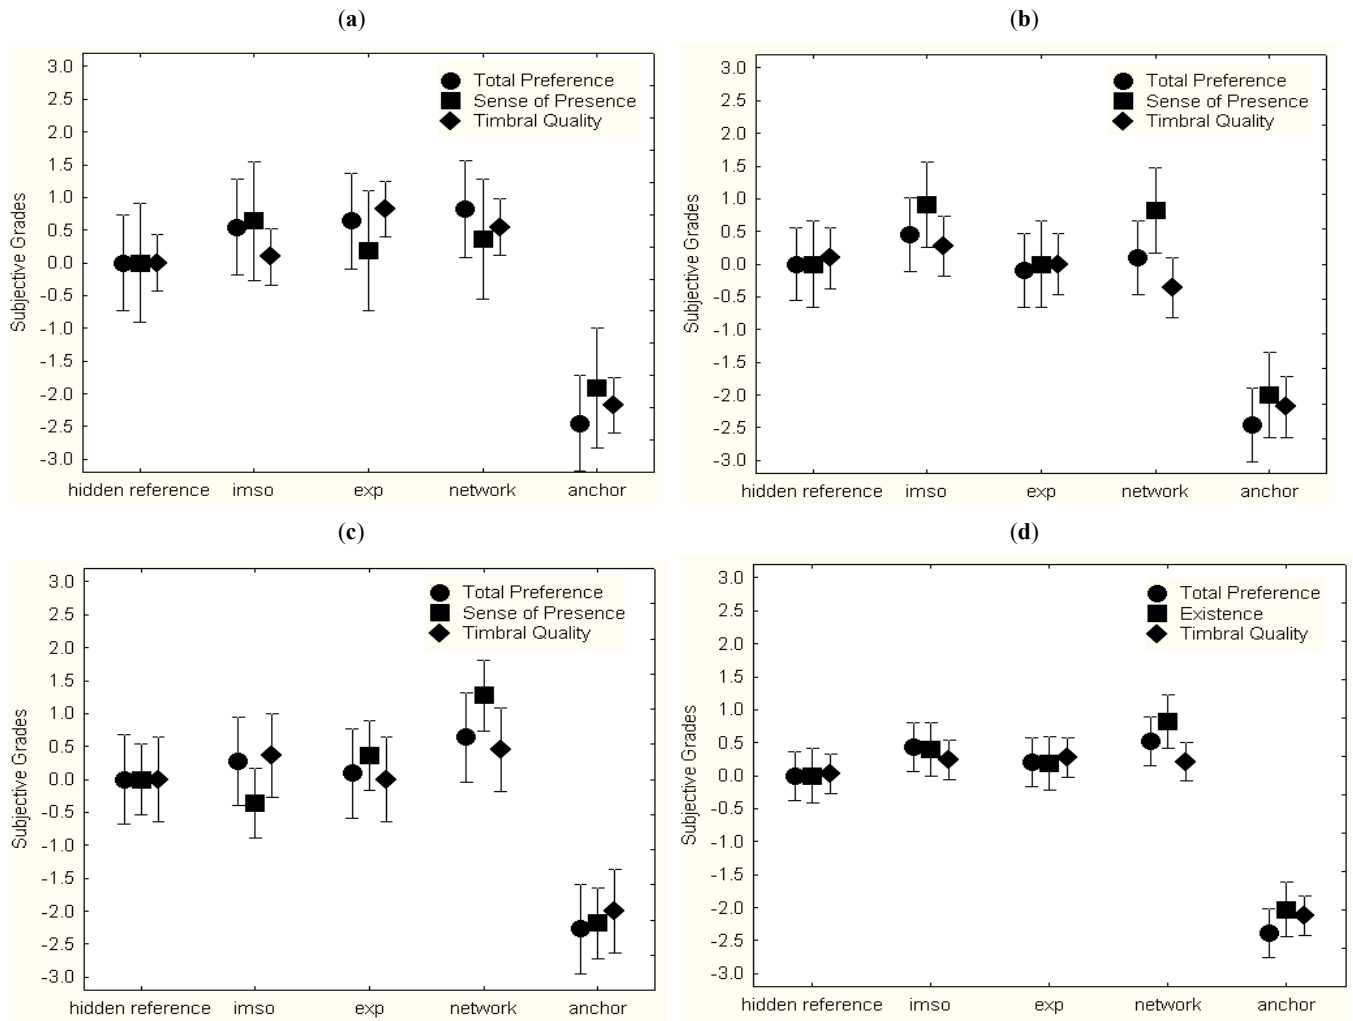 (a)
3.0
2.5
2.0
1.5
1.0
0.5
0.0
-0.5
-1.0
-1.5
-2.0
-2.5
-3.0
Subjective Grades
Total Preference
Sense of Presence
Timbral Quality
hidden reference imso exp network anchor
(b)
3.0
2.5
2.0
1.5
1.0
0.5
0.0
-0.5
-1.0
-1.5
-2.0
-2.5
-3.0
Subjective Grades
Total Preference
Sense of Presence
Timbral Quality
hidden reference imso exp network anchor
(c)
3.0
2.5
2.0
1.5
1.0
0.5
0.0
-0.5
-1.0
-1.5
-2.0
-2.5
-3.0
Subjective Grades
Total Preference
Sense of Presence
Timbral Quality
hidden reference imso exp network anchor
(d)
3.0
2.5
2.0
1.5
1.0
0.5
0.0
-0.5
-1.0
-1.5
-2.0
-2.5
-3.0
Subjective Grades
Total Preference
Existence
Timbral Quality
hidden reference imso exp network anchor